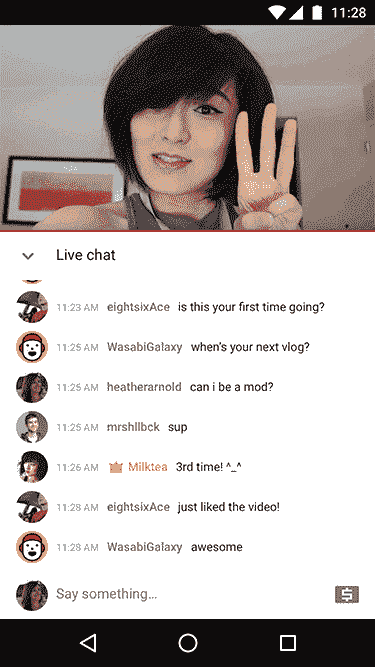 11:28
Live chat
11:23 AM eightsixAce is this your first time going?
11:25 AM WasabiGalaxy when's your next vlog?
11:25 AM heatherarnold can i be a mod?
11:25 AM mrshllbck sup
11:26 AM Milktea 3rd time! ^_^
11:28 AM eightsixAce just liked the video!
11:28 AM WasabiGalaxy awesome
Say something...
$